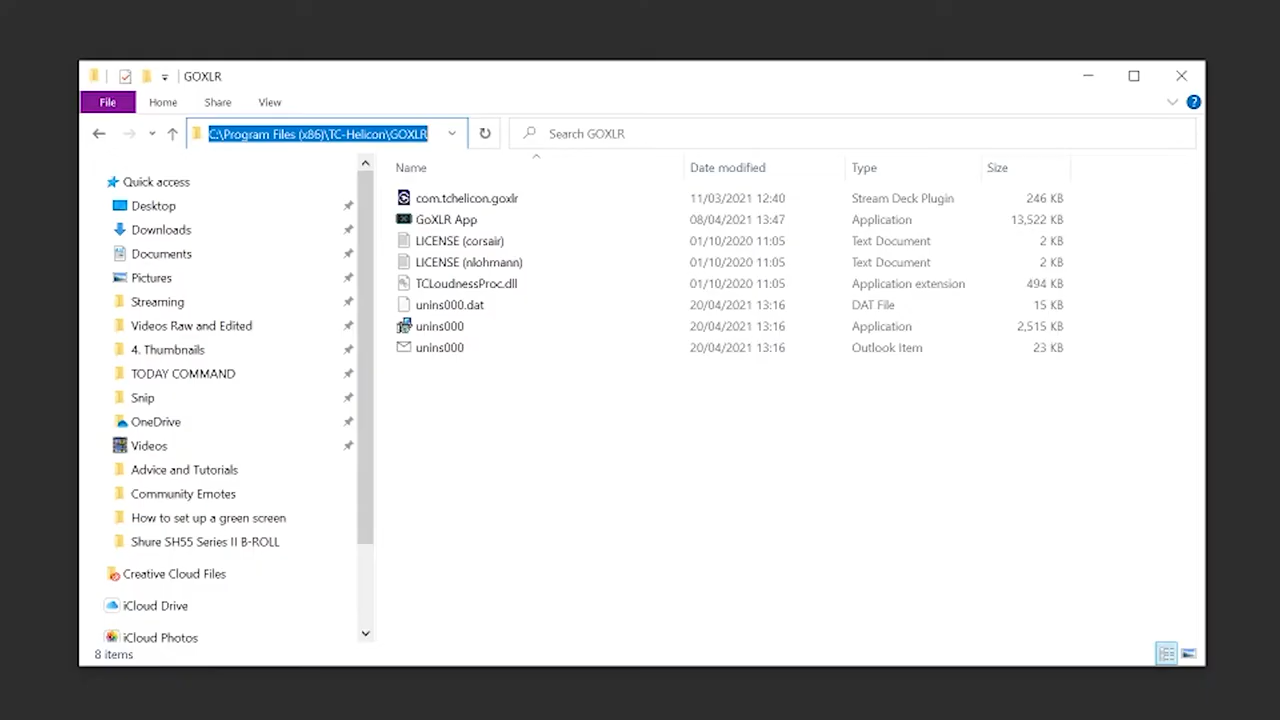 GOXLR
File Home Share View
C:\Program Files (x86)\TC-Helicon\GOXLR Search GOXLR
Name Date modified Type Size
Quick access
Desktop
Downloads
Documents
Pictures
Streaming
Videos Raw and Edited
4. Thumbnails
TODAY COMMAND
Snip
OneDrive
Videos
Advice and Tutorials
Community Emotes
How to set up a green screen
Shure SH55 Series II B-ROLL
Creative Cloud Files
iCloud Drive
iCloud Photos
com.tchelicon.goxlr 11/03/2021 12:40 Stream Deck Plugin 246 KB
GoXLR App 08/04/2021 13:47 Application 13,522 KB
LICENSE (corsair) 01/10/2020 11:05 Text Document 2 KB
LICENSE (nlohmann) 01/10/2020 11:05 Text Document 2 KB
TCLoudnessProc.dll 01/10/2020 11:05 Application extension 494 KB
unins000.dat 20/04/2021 13:16 DAT File 15 KB
unins000 20/04/2021 13:16 Application 2,515 KB
unins000 20/04/2021 13:16 Outlook Item 23 KB
8 items